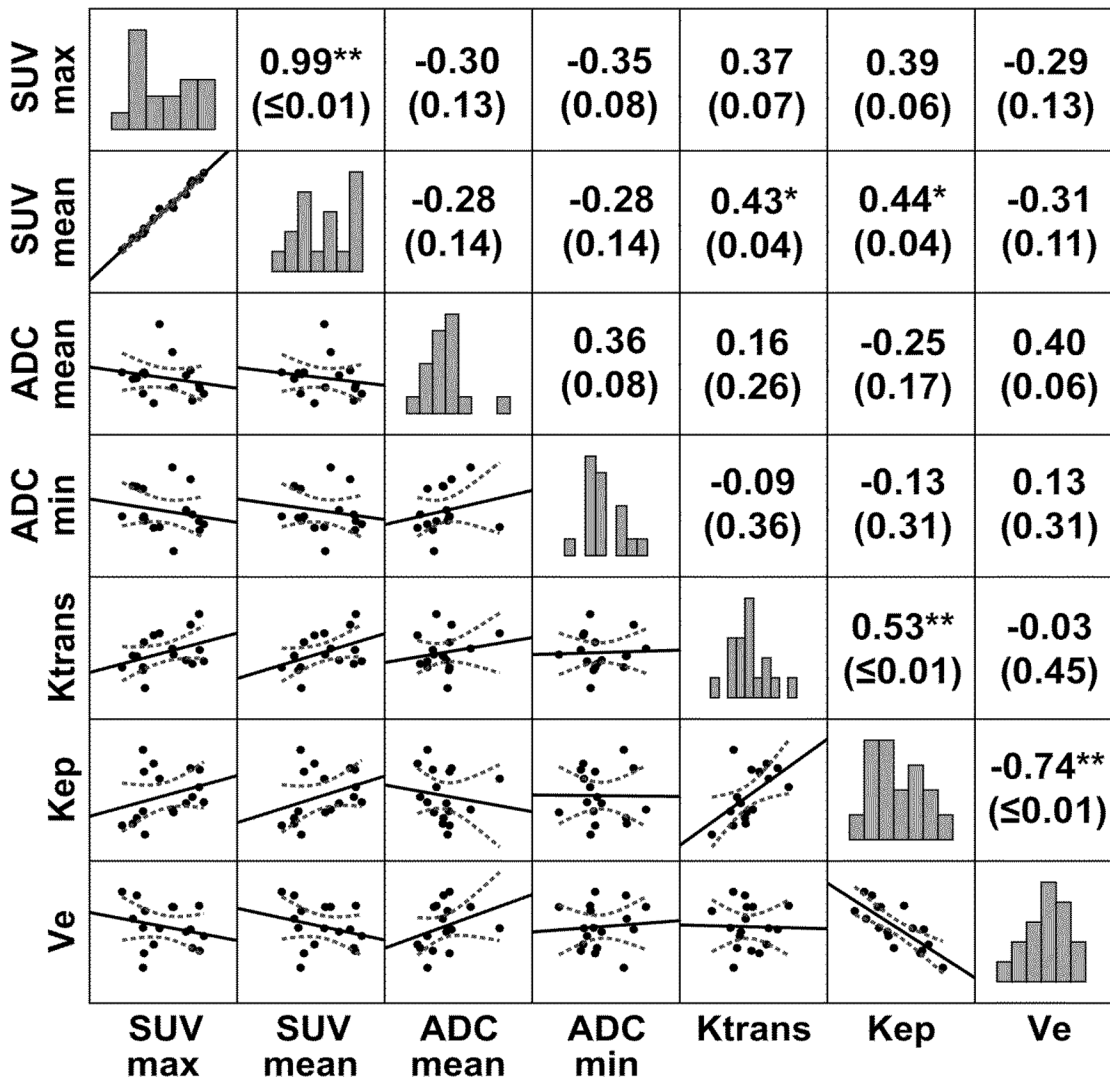 SUV max
0.99** -0.30 -0.35 0.37 0.39 -0.29
(≤0.01) (0.13) (0.08) (0.07) (0.06) (0.13)
SUV mean
-0.28 -0.28 0.43* 0.44* -0.31
(0.14) (0.14) (0.04) (0.04) (0.11)
ADC mean
0.36 0.16 -0.25 0.40
(0.08) (0.26) (0.17) (0.06)
ADC min
-0.09 -0.13 0.13
(0.36) (0.31) (0.31)
Ktrans
0.53** -0.03
(≤0.01) (0.45)
Kep
-0.74**
(≤0.01)
Ve
SUV SUV ADC ADC Ktrans Kep Ve
max mean mean min